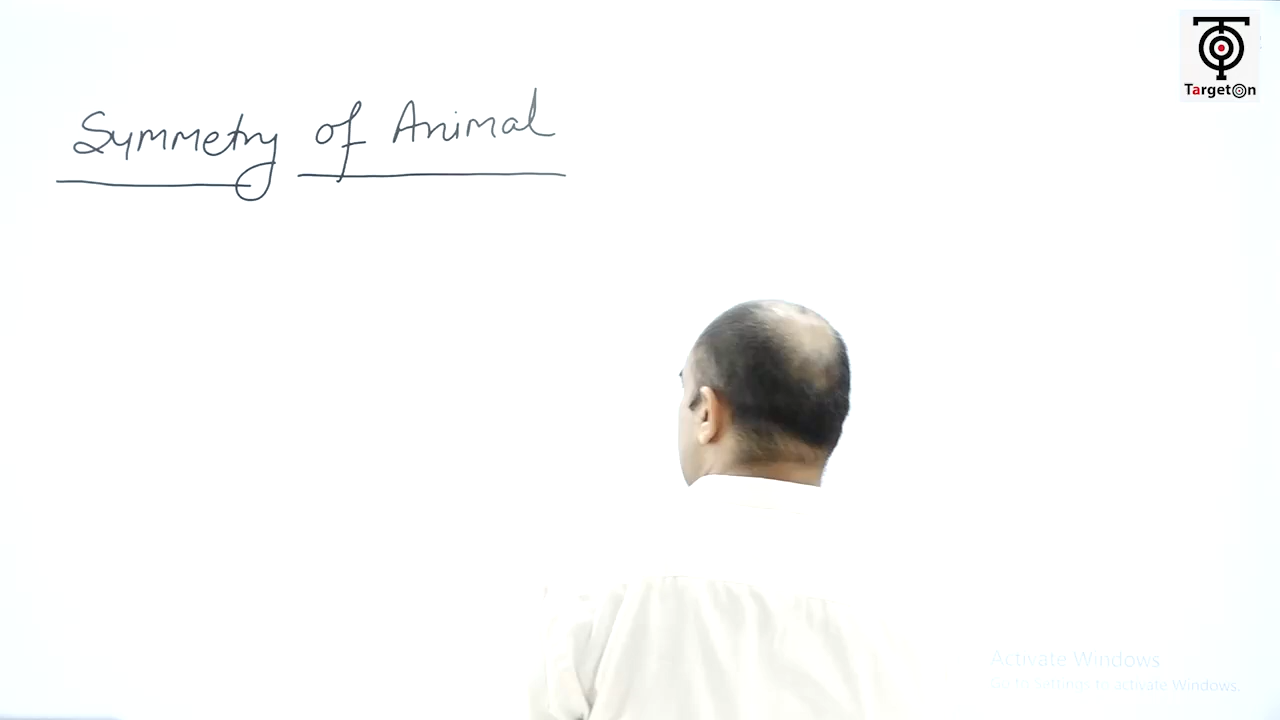 Symmetry of Animal
TargetOn
Activate Windows
Go to Settings to activate Windows.